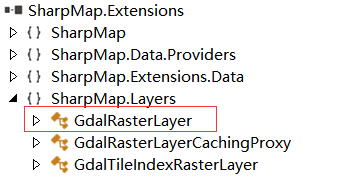 SharpMap.Extensions
{ } SharpMap
{ } SharpMap.Data.Providers
{ } SharpMap.Extensions.Data
{ } SharpMap.Layers
GdalRasterLayer
GdalRasterLayerCachingProxy
GdalTileIndexRasterLayer